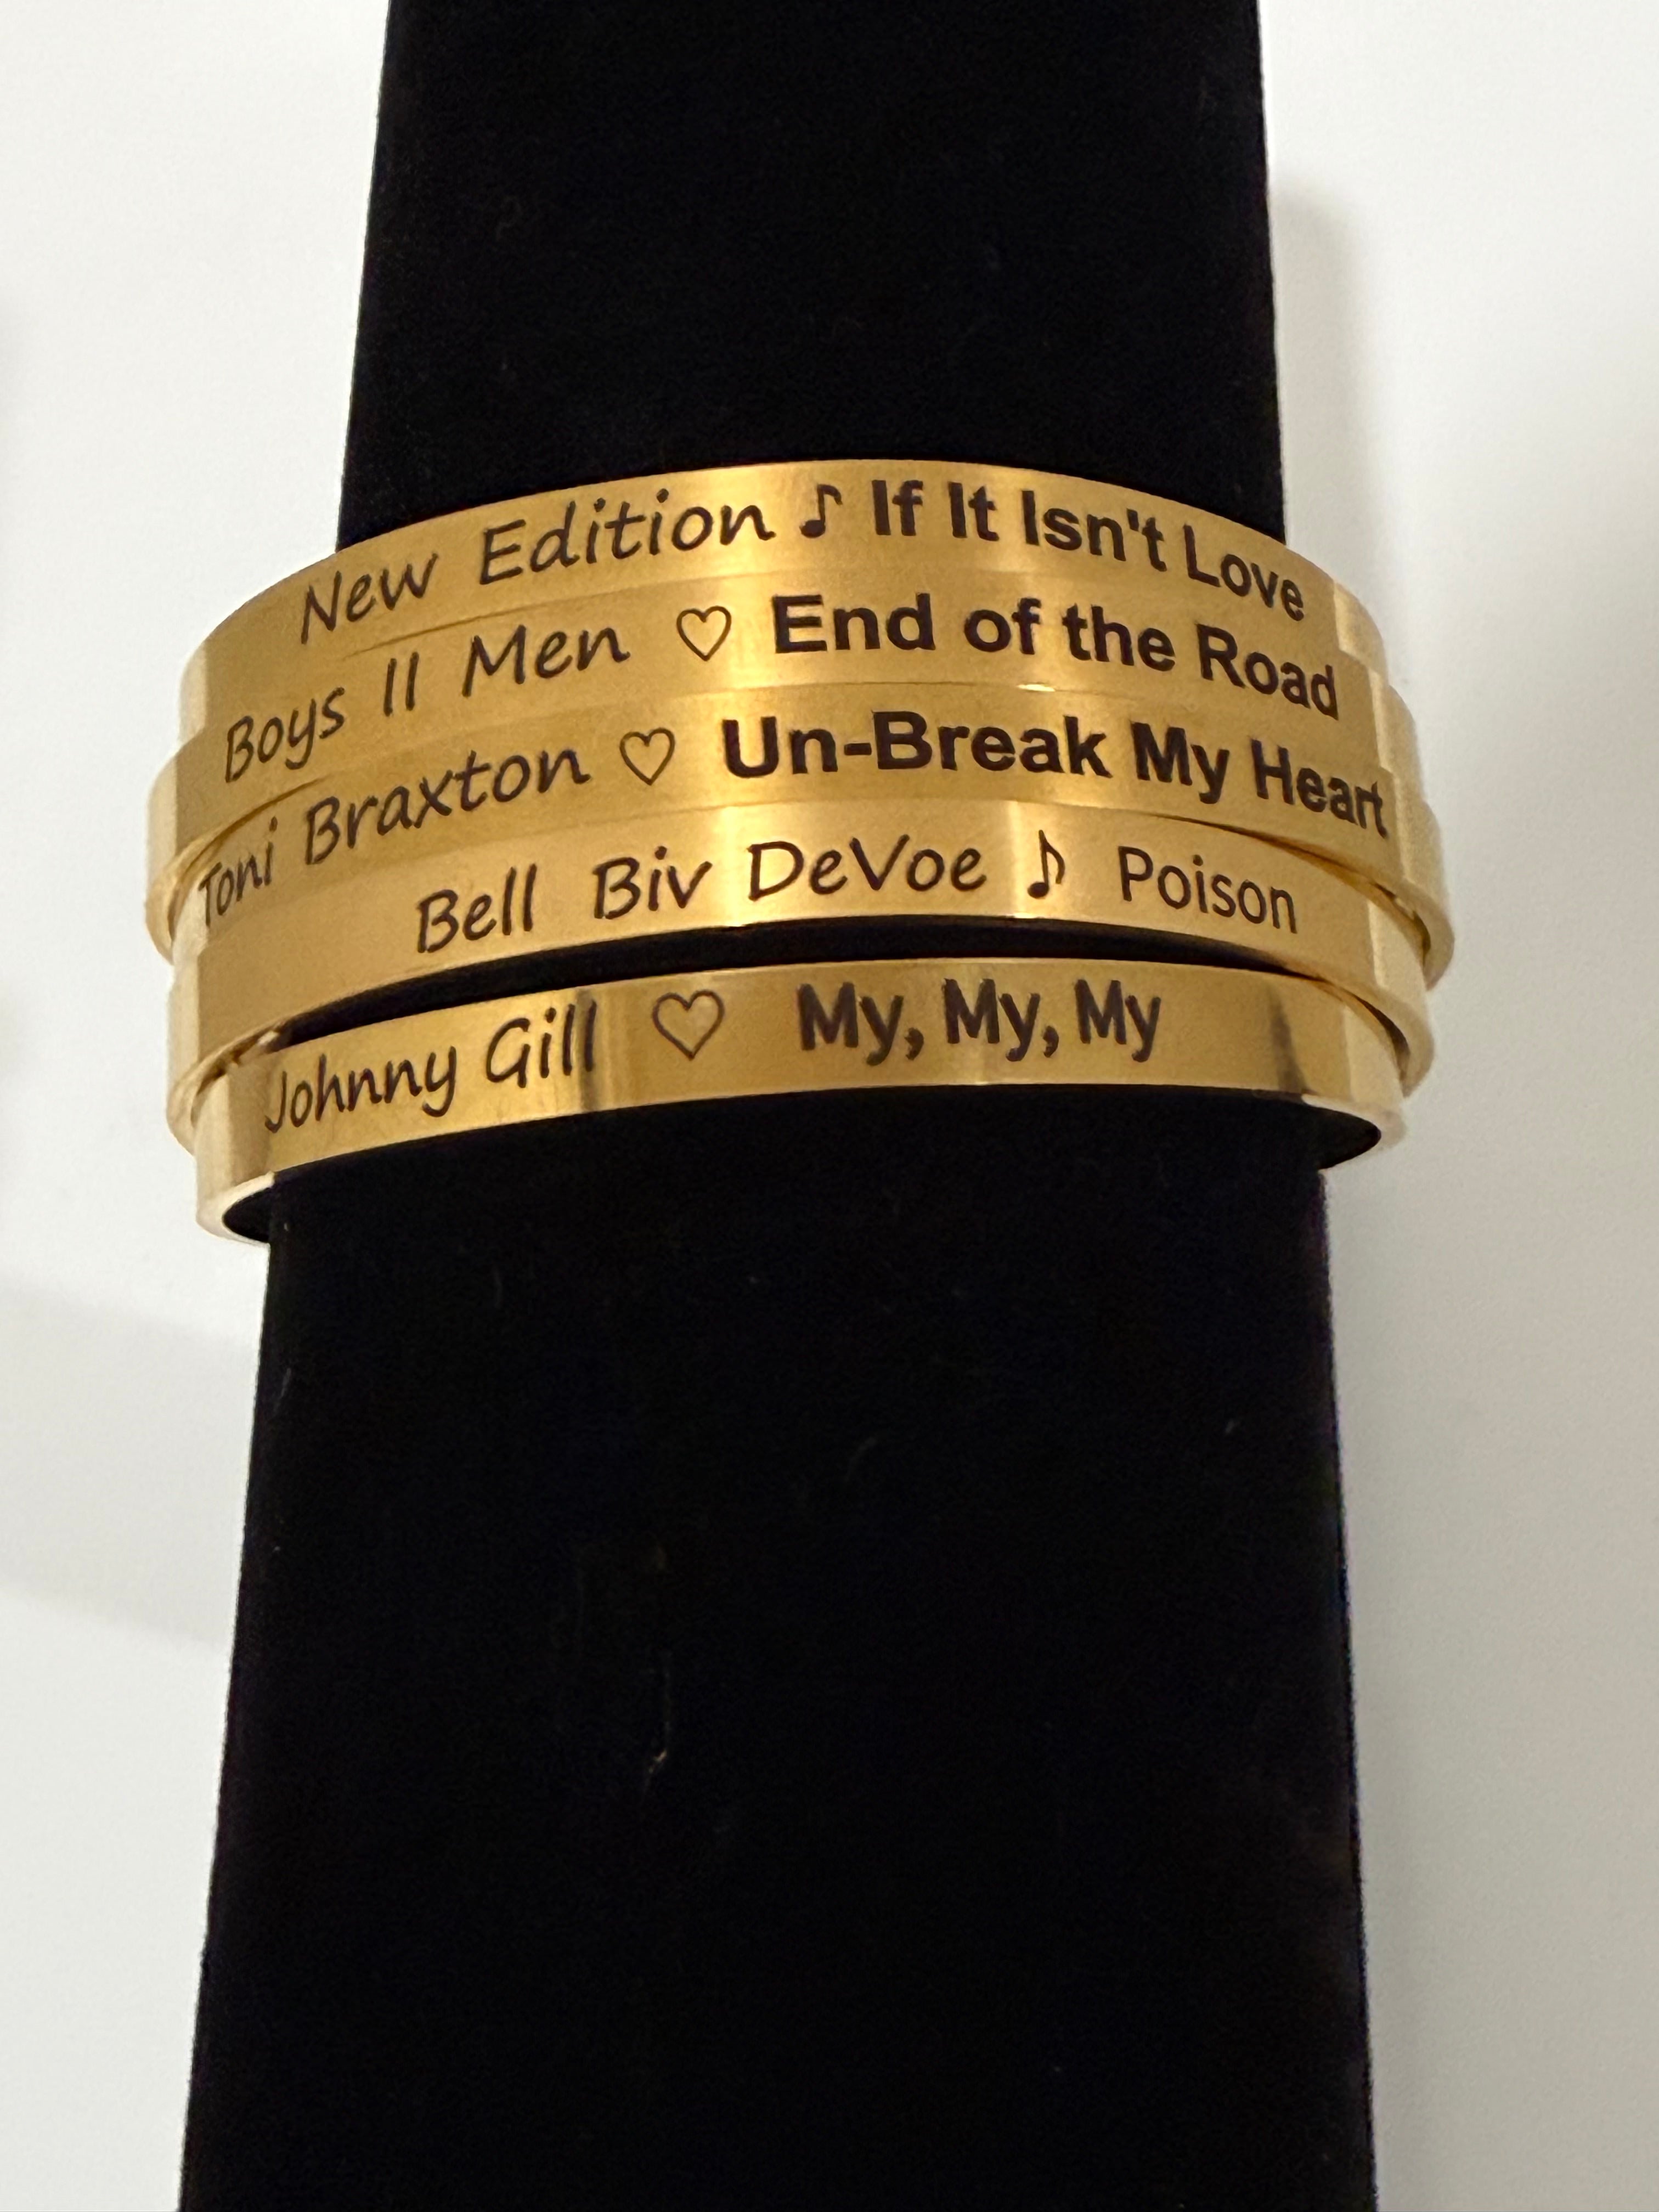 New Edition ♪ If It Isn't Love
Boys II Men ♡ End of the Road
Toni Braxton ♡ Un-Break My Heart
Bell Biv DeVoe ♪ Poison
Johnny Gill ♡ My, My, My